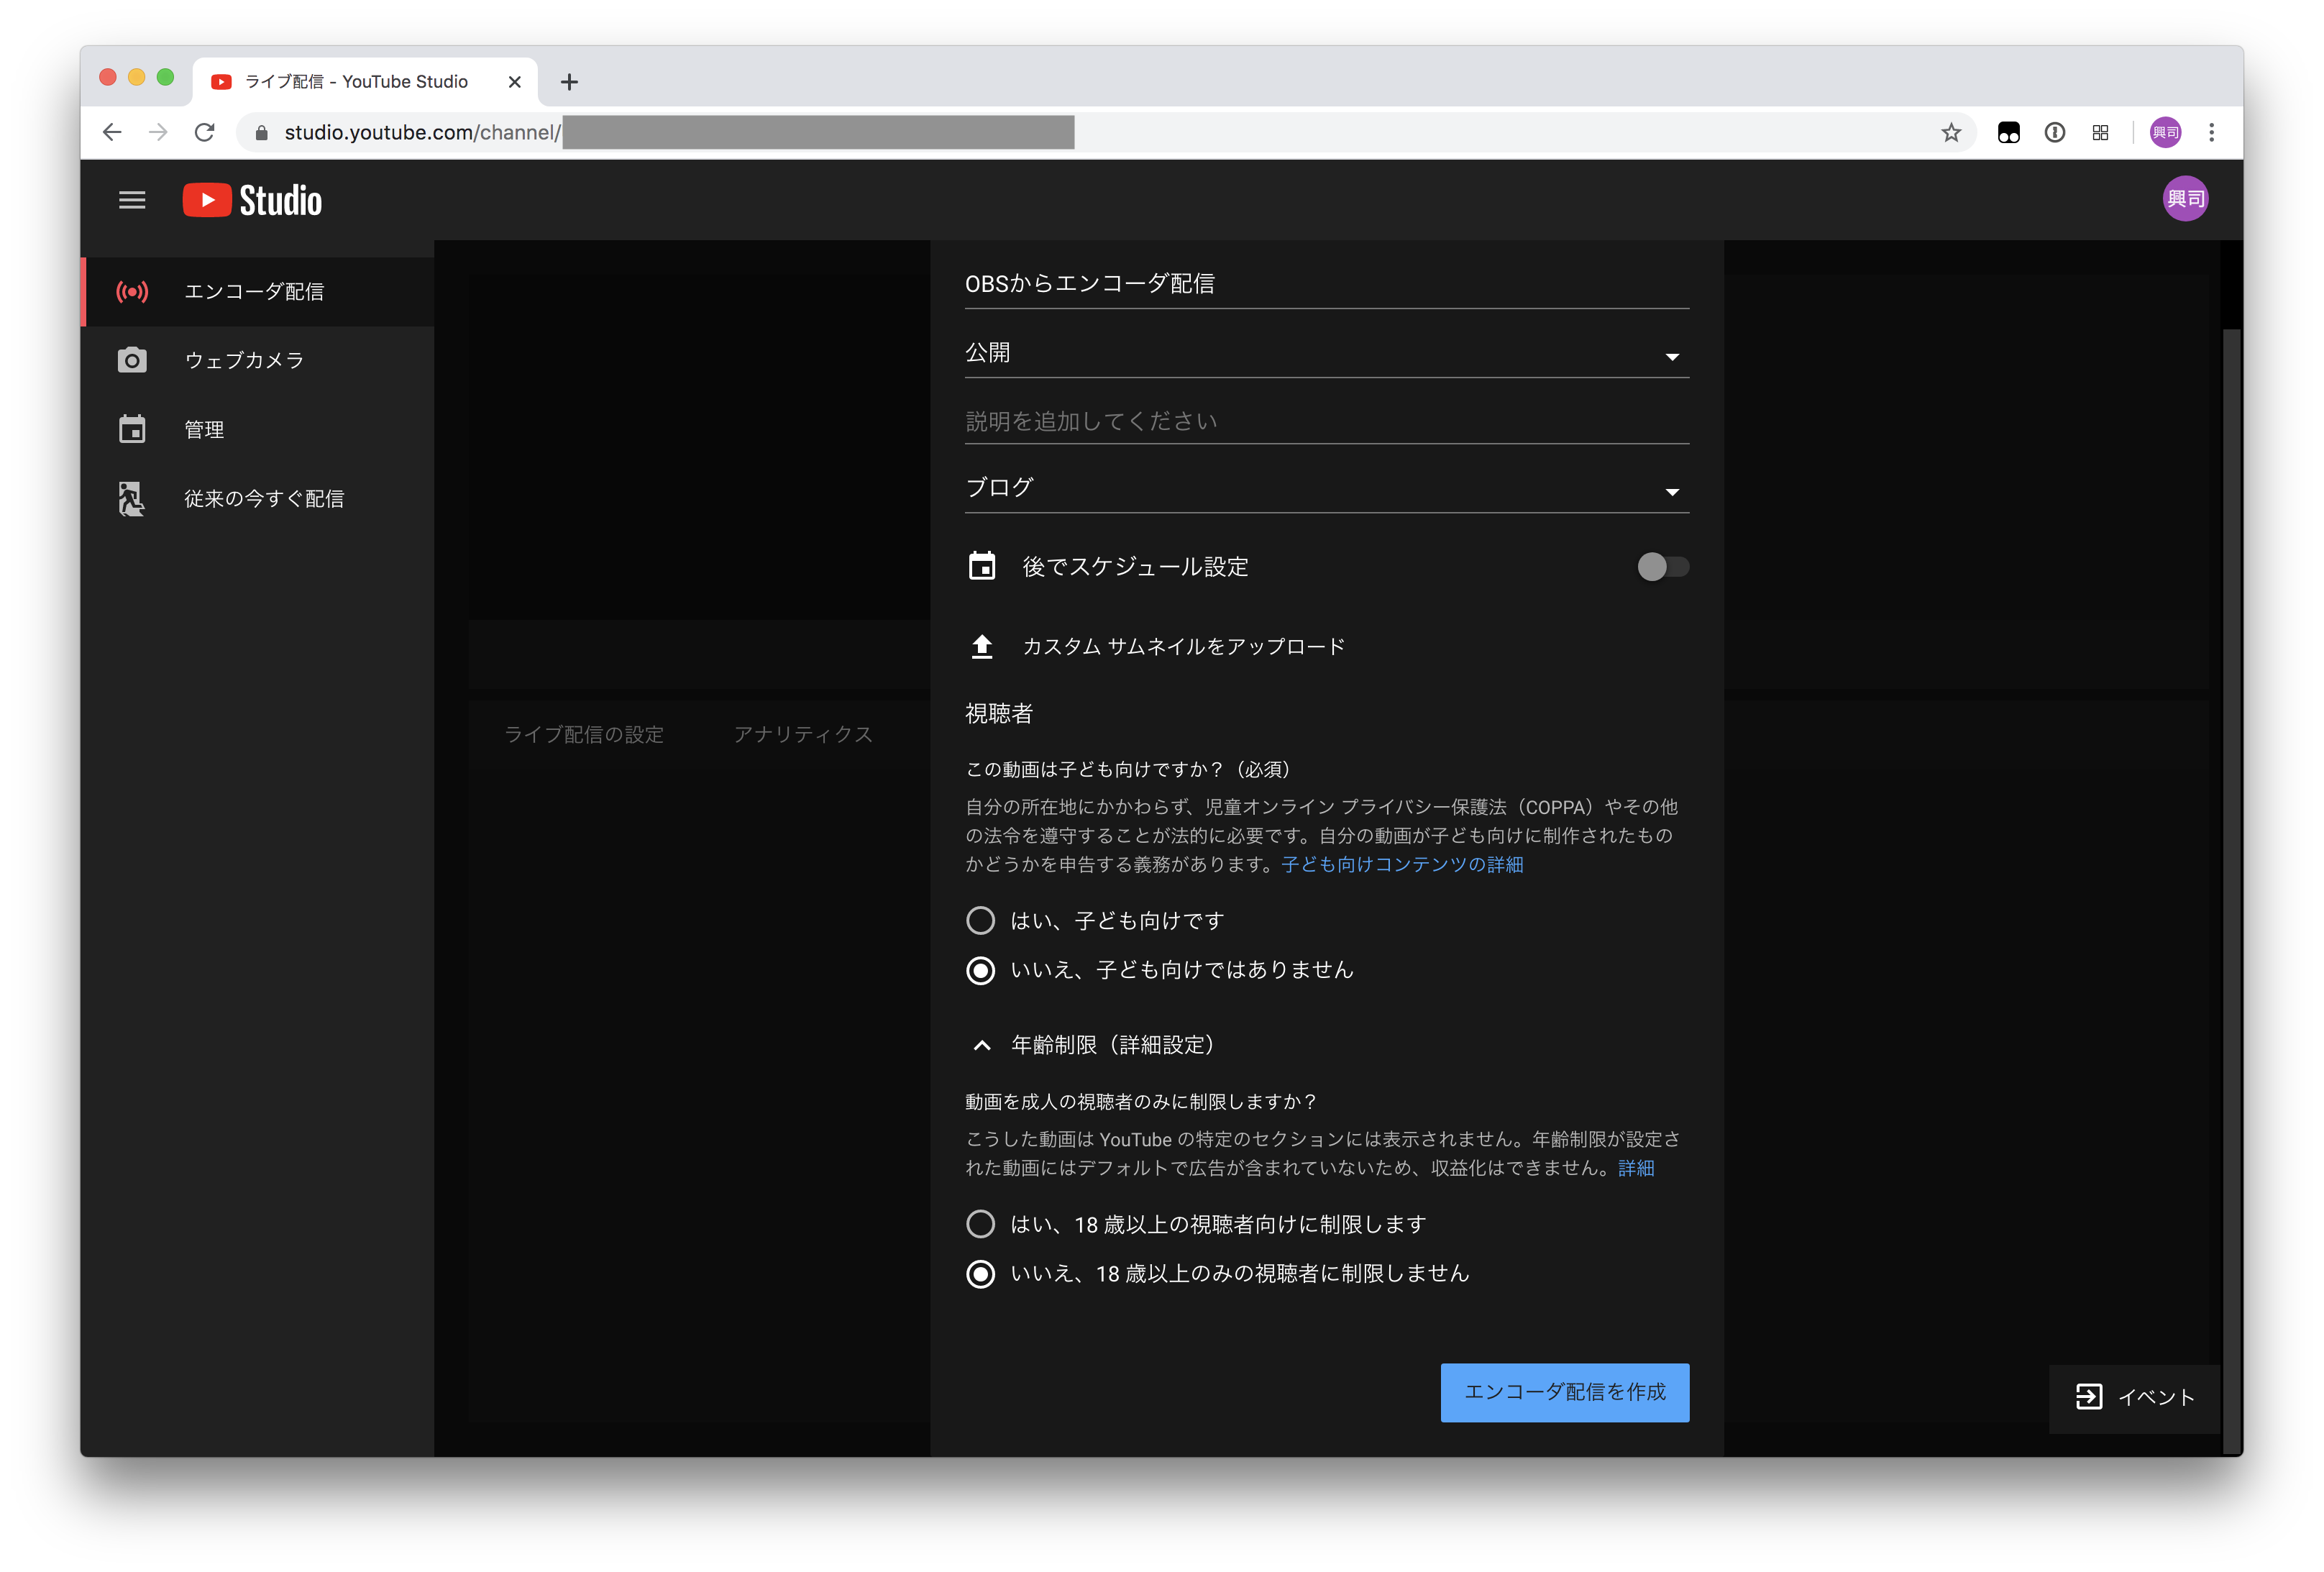 ライブ配信 - YouTube Studio
studio.youtube.com/channel/
興司
Studio
興司
エンコーダ配信
ウェブカメラ
管理
従来の今すぐ配信
ライブ配信の設定
アナリティクス
OBSからエンコーダ配信
公開
説明を追加してください
ブログ
後でスケジュール設定
カスタム サムネイルをアップロード
視聴者
この動画は子ども向けですか？（必須）
自分の所在地にかかわらず、児童オンライン プライバシー保護法（COPPA）やその他
の法令を遵守することが法的に必要です。自分の動画が子ども向けに制作されたもの
かどうかを申告する義務があります。子ども向けコンテンツの詳細
はい、子ども向けです
いいえ、子ども向けではありません
年齢制限（詳細設定）
動画を成人の視聴者のみに制限しますか？
こうした動画は YouTube の特定のセクションには表示されません。年齢制限が設定さ
れた動画にはデフォルトで広告が含まれていないため、収益化はできません。詳細
はい、18 歳以上の視聴者向けに制限します
いいえ、18 歳以上のみの視聴者に制限しません
エンコーダ配信を作成
イベント